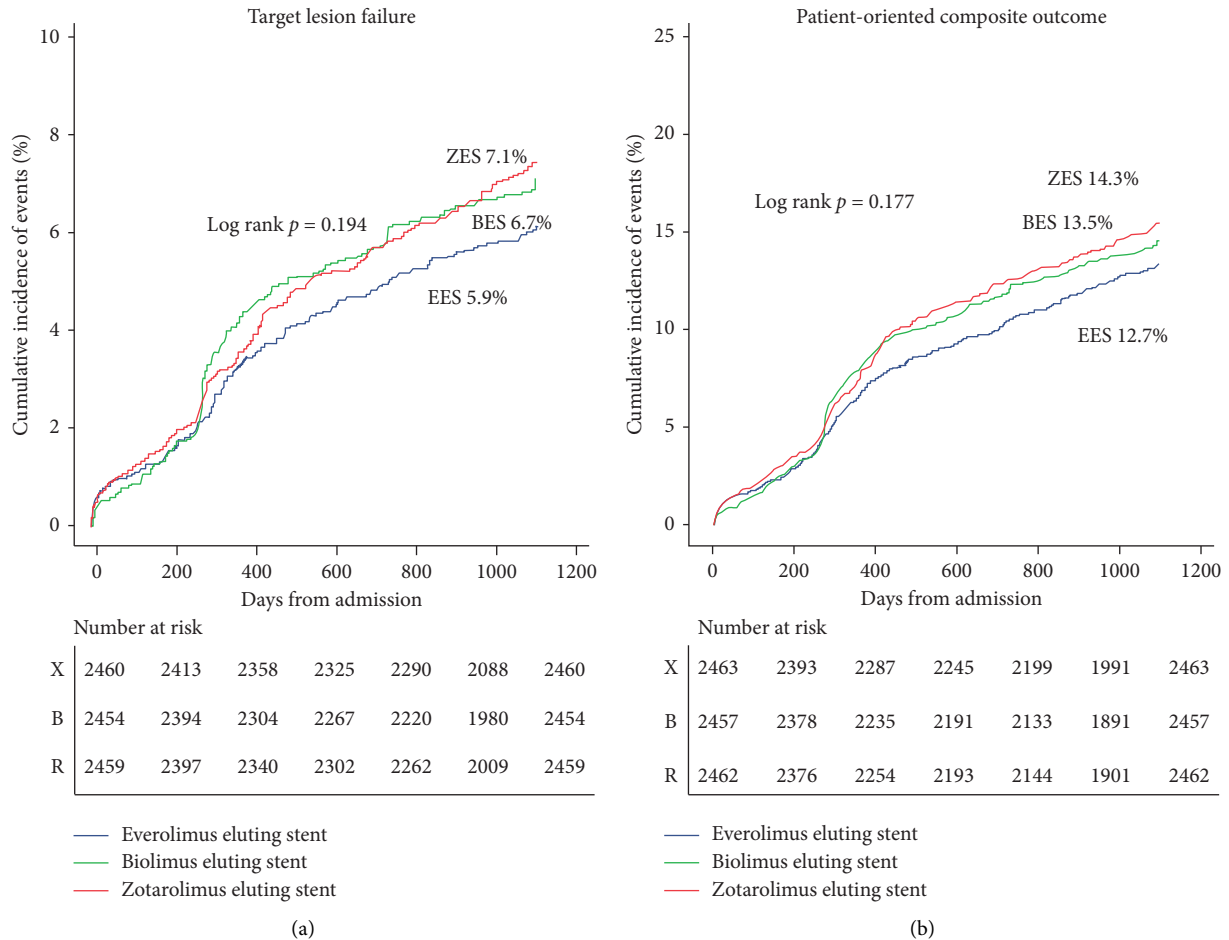 Target lesion failure
10
8
6
4
2
0
Cumulative incidence of events (%)
ZES 7.1%
Log rank p = 0.194
BES 6.7%
EES 5.9%
0 200 400 600 800 1000 1200
Days from admission
Number at risk
X 2460 2413 2358 2325 2290 2088 2460
B 2454 2394 2304 2267 2220 1980 2454
R 2459 2397 2340 2302 2262 2009 2459
Everolimus eluting stent
Biolimus eluting stent
Zotarolimus eluting stent
(a)
Patient-oriented composite outcome
25
20
15
10
5
0
Cumulative incidence of events (%)
ZES 14.3%
Log rank p = 0.177
BES 13.5%
EES 12.7%
0 200 400 600 800 1000 1200
Days from admission
Number at risk
X 2463 2393 2287 2245 2199 1991 2463
B 2457 2378 2235 2191 2133 1891 2457
R 2462 2376 2254 2193 2144 1901 2462
Everolimus eluting stent
Biolimus eluting stent
Zotarolimus eluting stent
(b)